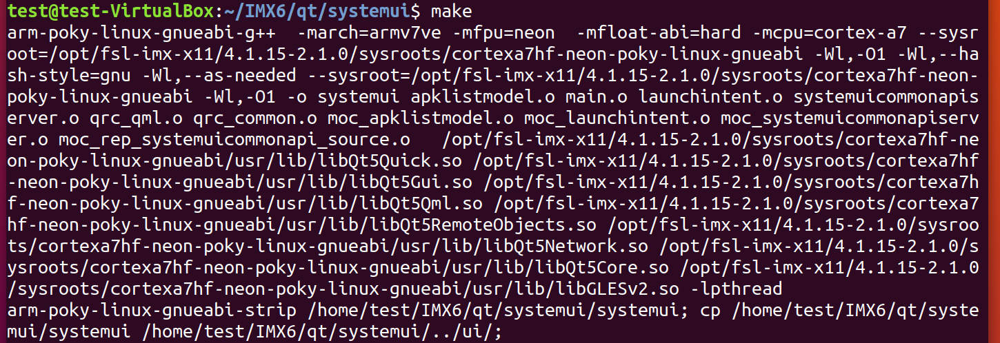 test@test-VirtualBox:~/IMX6/qt/systemui$ make
arm-poky-linux-gnueabi-g++  -march=armv7ve -mfpu=neon  -mfloat-abi=hard -mcpu=cortex-a7 --sysr
oot=/opt/fsl-imx-x11/4.1.15-2.1.0/sysroots/cortexa7hf-neon-poky-linux-gnueabi -Wl,-O1 -Wl,--ha
sh-style=gnu -Wl,--as-needed --sysroot=/opt/fsl-imx-x11/4.1.15-2.1.0/sysroots/cortexa7hf-neon-
poky-linux-gnueabi -Wl,-O1 -o systemui apklistmodel.o main.o launchintent.o systemuicommonapis
erver.o qrc_qml.o qrc_common.o moc_apklistmodel.o moc_launchintent.o moc_systemuicommonapiserv
er.o moc_rep_systemuicommonapi_source.o   /opt/fsl-imx-x11/4.1.15-2.1.0/sysroots/cortexa7hf-ne
on-poky-linux-gnueabi/usr/lib/libQt5Quick.so /opt/fsl-imx-x11/4.1.15-2.1.0/sysroots/cortexa7hf
-neon-poky-linux-gnueabi/usr/lib/libQt5Gui.so /opt/fsl-imx-x11/4.1.15-2.1.0/sysroots/cortexa7h
f-neon-poky-linux-gnueabi/usr/lib/libQt5Qml.so /opt/fsl-imx-x11/4.1.15-2.1.0/sysroots/cortexa7
hf-neon-poky-linux-gnueabi/usr/lib/libQt5RemoteObjects.so /opt/fsl-imx-x11/4.1.15-2.1.0/sysroo
ts/cortexa7hf-neon-poky-linux-gnueabi/usr/lib/libQt5Network.so /opt/fsl-imx-x11/4.1.15-2.1.0/s
ysroots/cortexa7hf-neon-poky-linux-gnueabi/usr/lib/libQt5Core.so /opt/fsl-imx-x11/4.1.15-2.1.0
/sysroots/cortexa7hf-neon-poky-linux-gnueabi/usr/lib/libGLESv2.so -lpthread
arm-poky-linux-gnueabi-strip /home/test/IMX6/qt/systemui/systemui; cp /home/test/IMX6/qt/syste
mui/systemui /home/test/IMX6/qt/systemui/../ui/;